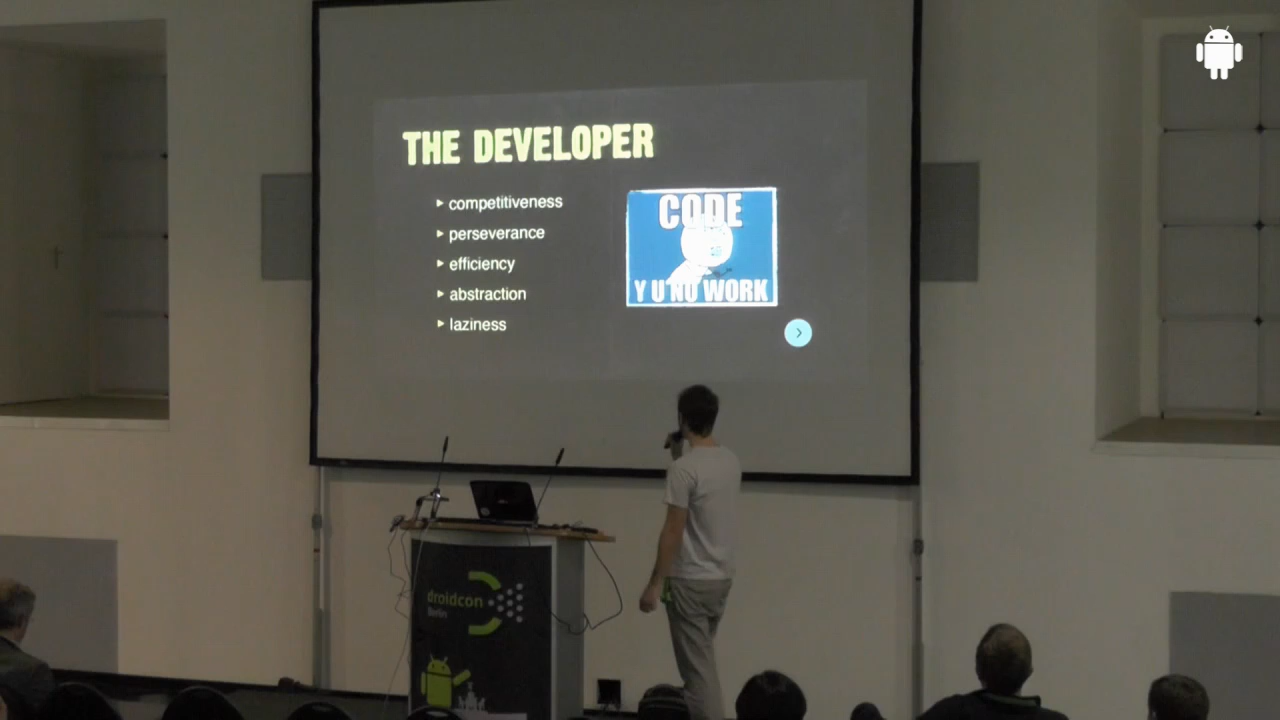 THE DEVELOPER
competitiveness
perseverance
efficiency
abstraction
laziness
CODE
Y U NO WORK
droidcon
Berlin